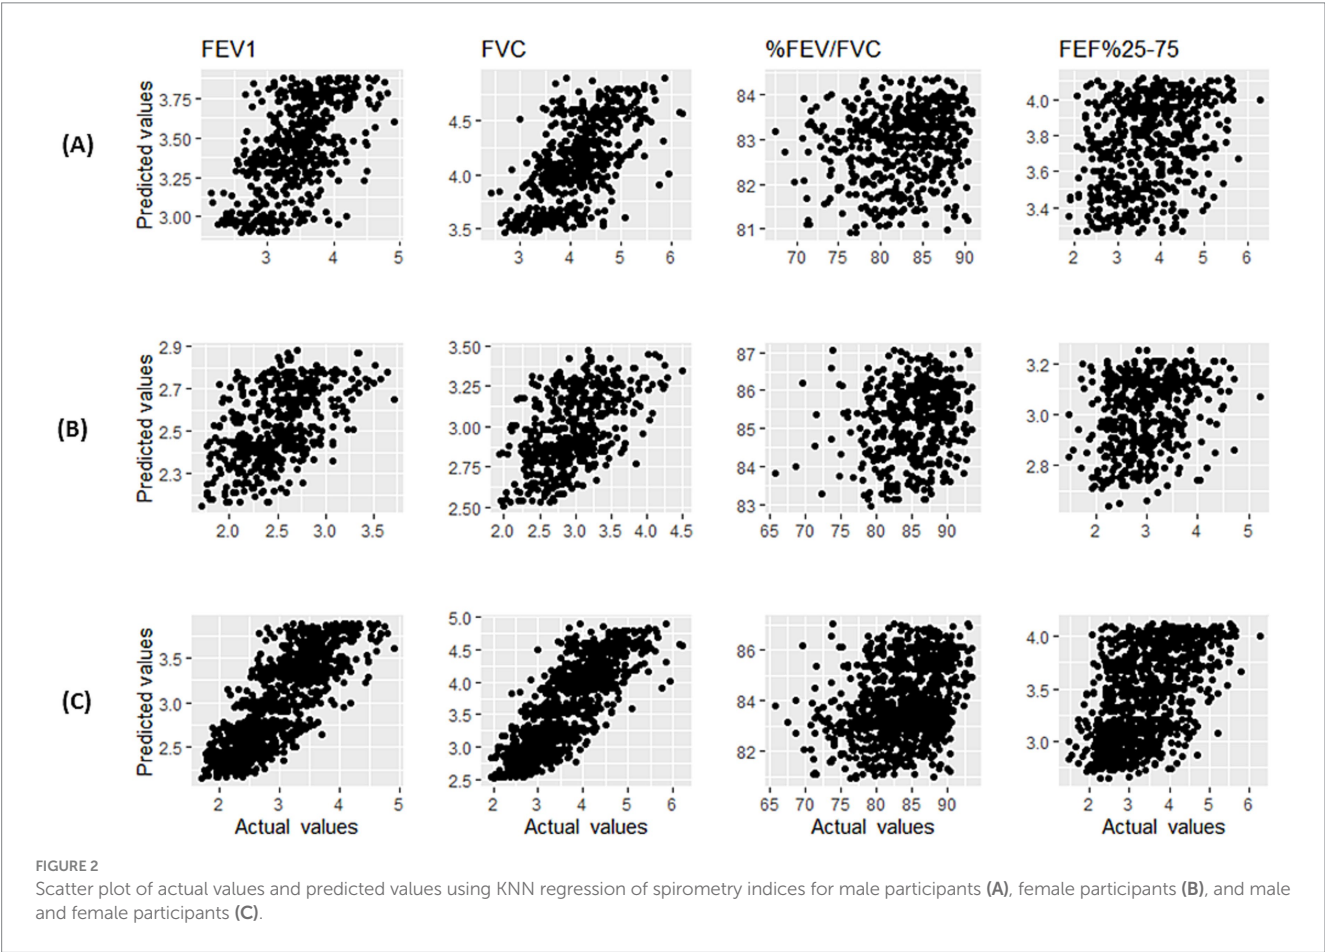 FEV1 FVC %FEV/FVC FEF%25-75
(A)
Predicted values
3.75
3.50
3.25
3.00
3 4 5
4.5
4.0
3.5
3 4 5 6
84
83
82
81
70 75 80 85 90
4.0
3.8
3.6
3.4
2 3 4 5 6
(B)
Predicted values
2.9
2.7
2.5
2.3
2.0 2.5 3.0 3.5
3.50
3.25
3.00
2.75
2.50
2.0 2.5 3.0 3.5 4.0 4.5
87
86
85
84
83
65 70 75 80 85 90
3.2
3.0
2.8
2 3 4 5
(C)
Predicted values
3.5
3.0
2.5
2 3 4 5
Actual values
5.0
4.5
4.0
3.5
3.0
2.5
2 3 4 5 6
Actual values
86
84
82
65 70 75 80 85 90
Actual values
4.0
3.5
3.0
2 3 4 5 6
Actual values
FIGURE 2
Scatter plot of actual values and predicted values using KNN regression of spirometry indices for male participants (A), female participants (B), and male
and female participants (C).